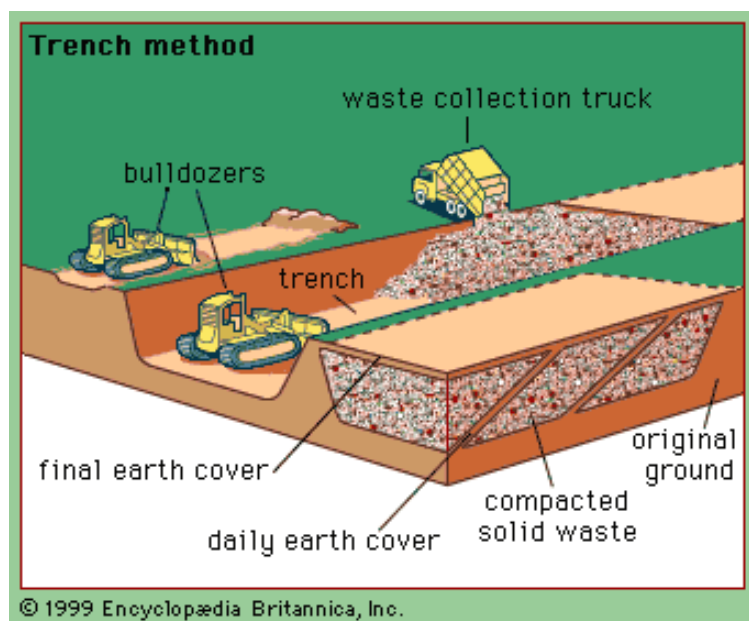 Trench method
waste collection truck
bulldozers
trench
final earth cover
daily earth cover
compacted
solid waste
original
ground
© 1999 Encyclopædia Britannica, Inc.